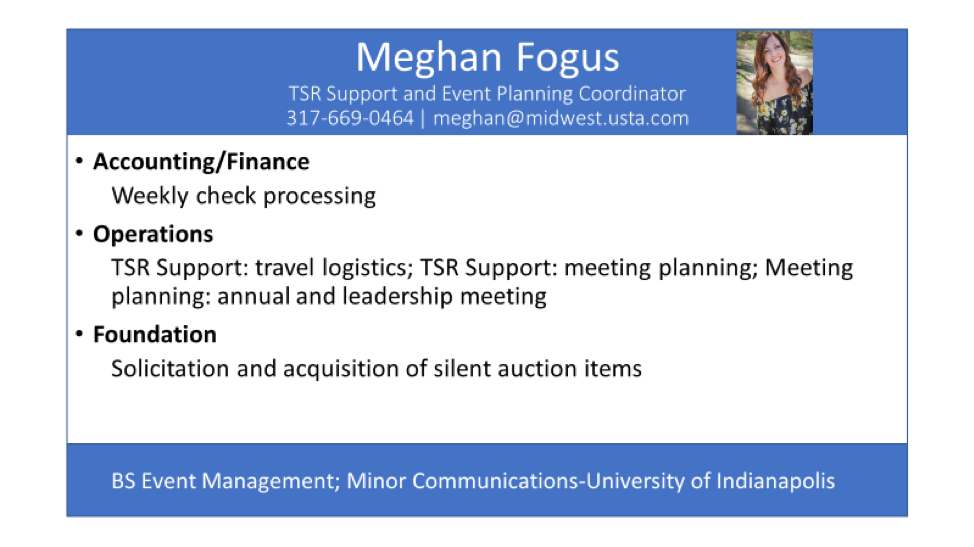 Meghan Fogus
TSR Support and Event Planning Coordinator
317-669-0464 | meghan@midwest.usta.com
• Accounting/Finance
Weekly check processing
• Operations
TSR Support: travel logistics; TSR Support: meeting planning; Meeting
planning: annual and leadership meeting
• Foundation
Solicitation and acquisition of silent auction items
BS Event Management; Minor Communications-University of Indianapolis